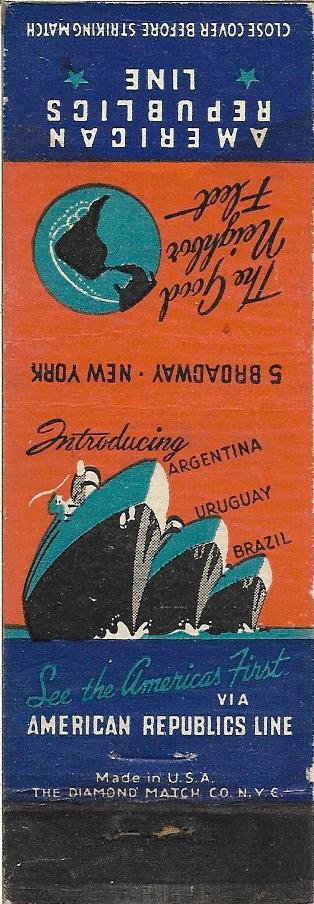 CLOSE COVER BEFORE STRIKING MATCH
AMERICAN
REPUBLICS
LINE
The Good
Neighbor
Fleet
5 BROADWAY · NEW YORK
Introducing
ARGENTINA
URUGUAY
BRAZIL
See the Americas First
VIA
AMERICAN REPUBLICS LINE
Made in U.S.A.
THE DIAMOND MATCH CO. N.Y.C.